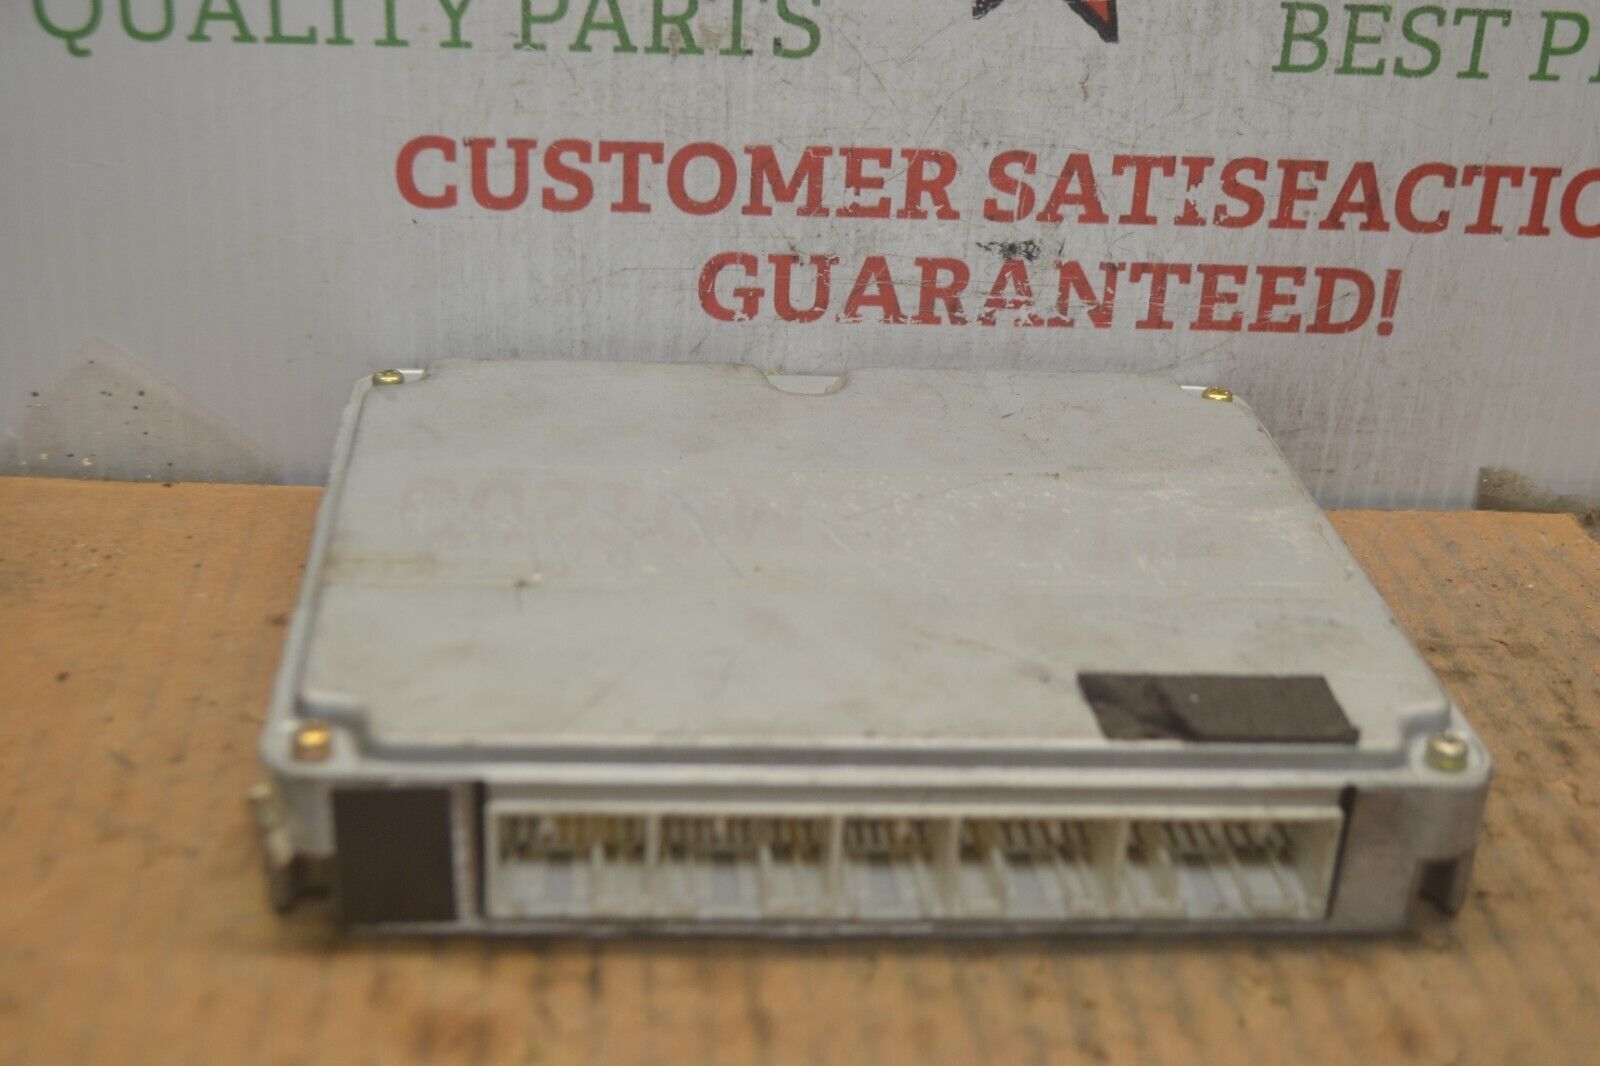 QUALITY PARTS
BEST
CUSTOMER SATISFACTIO
GUARANTEED!